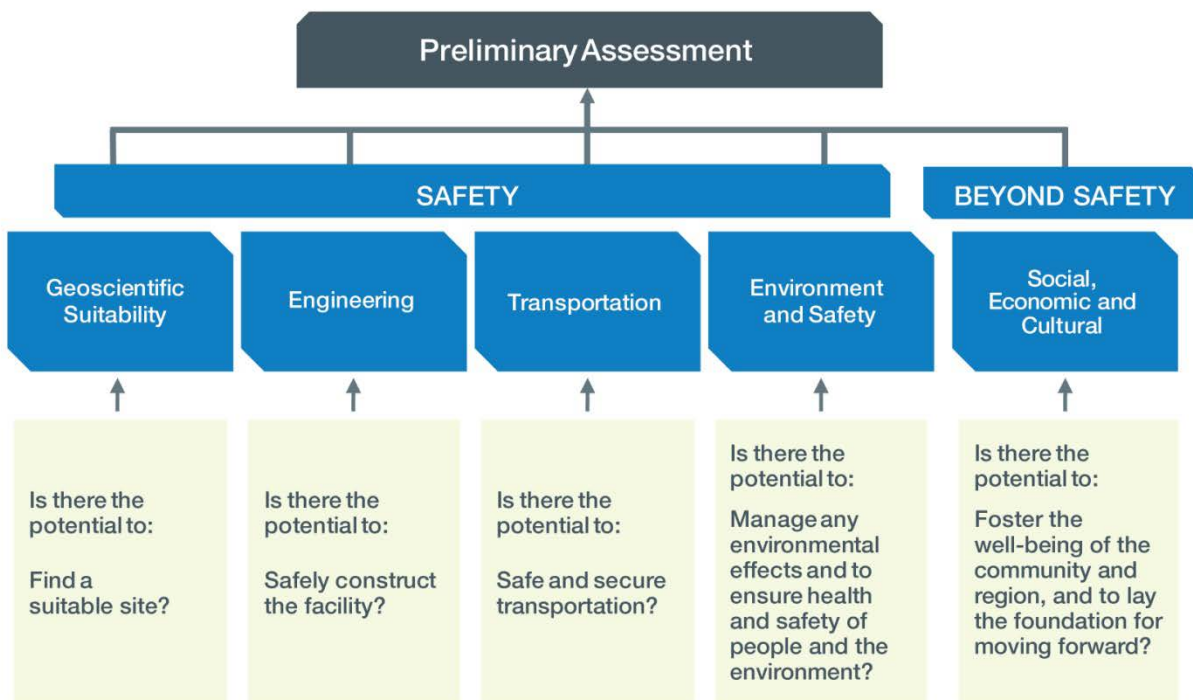 Preliminary Assessment
SAFETY
BEYOND SAFETY
Geoscientific
Suitability
Engineering
Transportation
Environment
and Safety
Social,
Economic and
Cultural
Is there the
potential to:
Find a
suitable site?
Is there the
potential to:
Safely construct
the facility?
Is there the
potential to:
Safe and secure
transportation?
Is there the
potential to:
Manage any
environmental
effects and to
ensure health
and safety of
people and the
environment?
Is there the
potential to:
Foster the
well-being of the
community and
region, and to lay
the foundation for
moving forward?